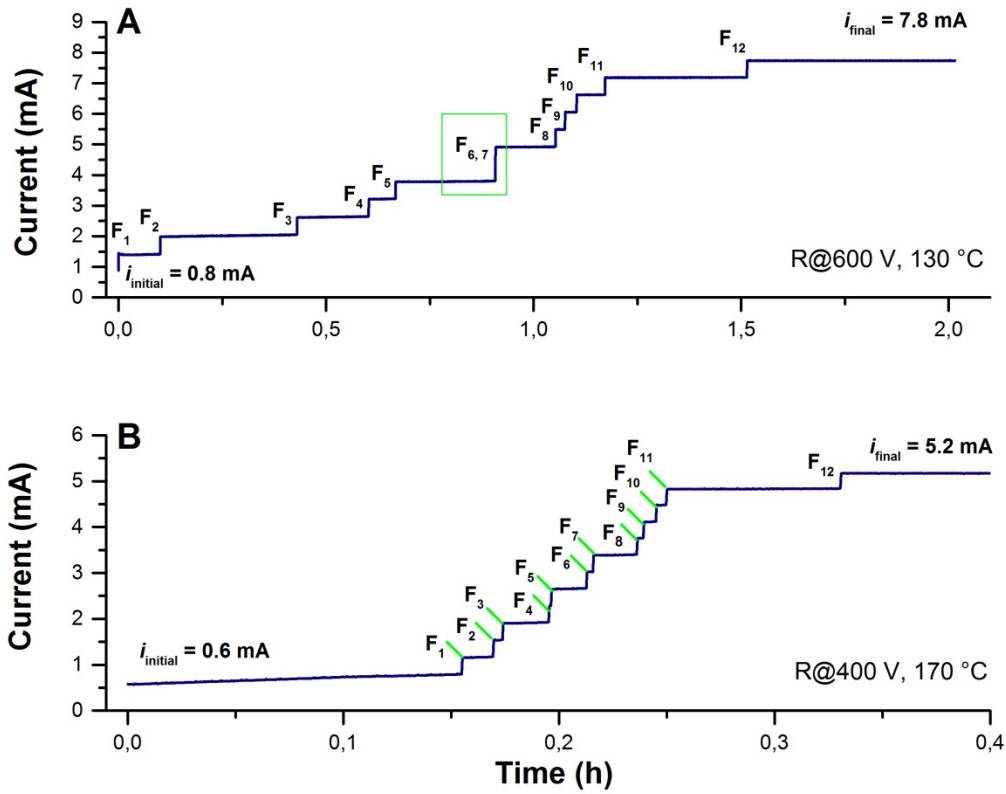 A
Current (mA)
9
8
7
6
5
4
3
2
1
0
i_final = 7.8 mA
F₁₂
F₁₁
F₁₀
F₉
F₈
F₆, ₇
F₅
F₄
F₃
F₂
F₁
i_initial = 0.8 mA
R@600 V, 130 °C
0,0 0,5 1,0 1,5 2,0
B
Current (mA)
6
5
4
3
2
1
0
i_final = 5.2 mA
F₁₂
F₁₁
F₁₀
F₉
F₈
F₇
F₆
F₅
F₄
F₃
F₂
F₁
i_initial = 0.6 mA
R@400 V, 170 °C
0,0 0,1 0,2 0,3 0,4
Time (h)